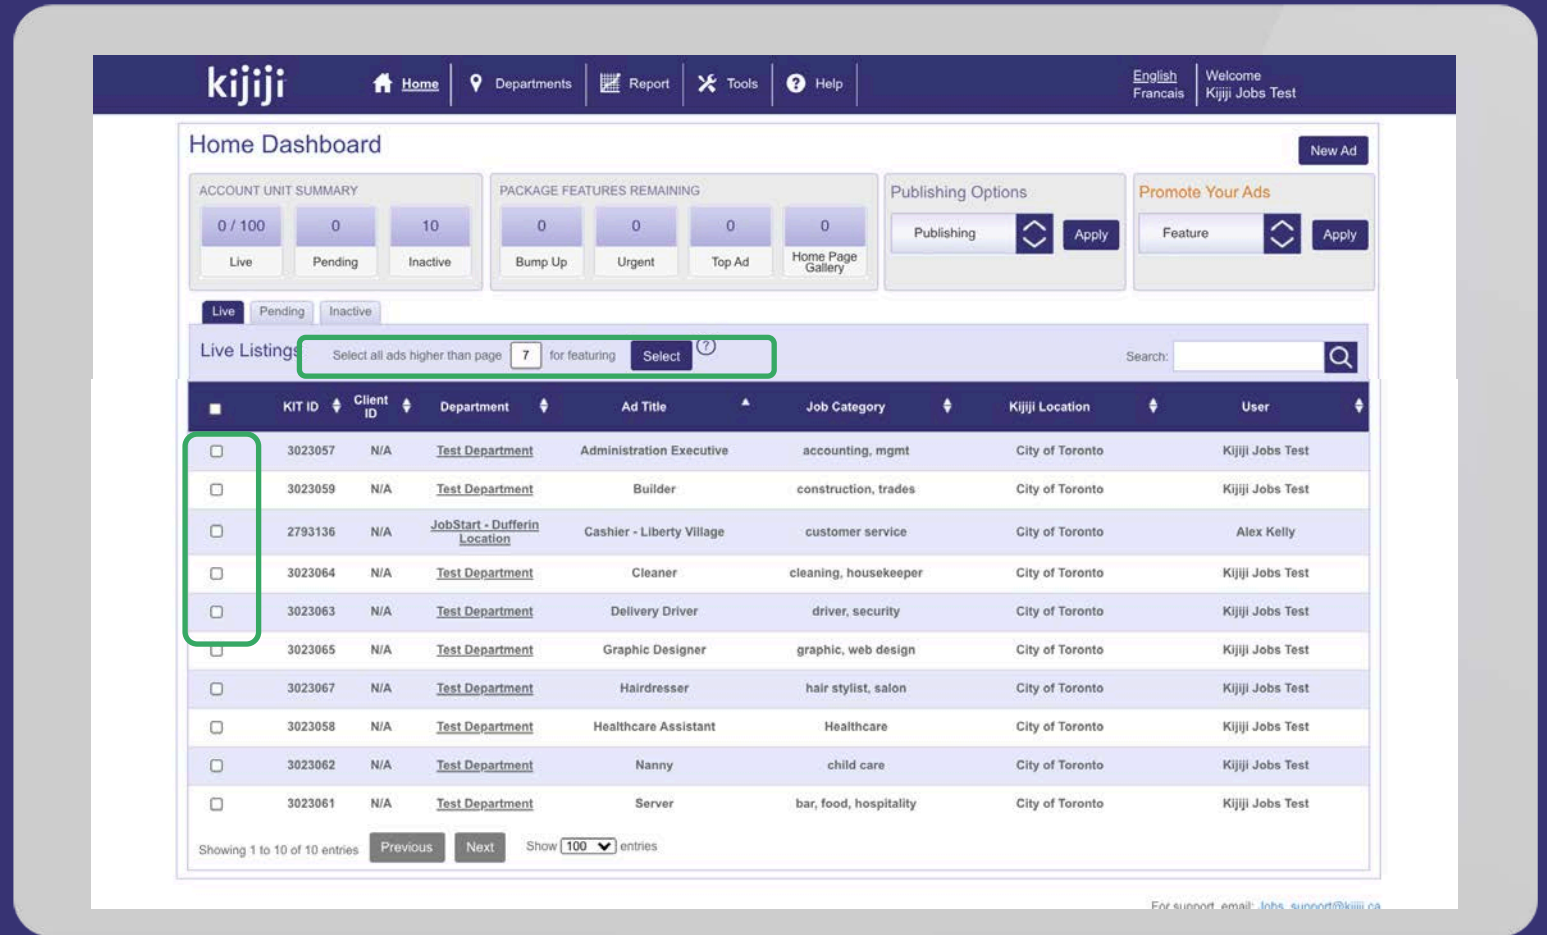 kijiji Home Departments Report Tools Help English Welcome
Francais Kijiji Jobs Test
Home Dashboard New Ad
ACCOUNT UNIT SUMMARY
0 / 100 0 10
Live Pending Inactive
PACKAGE FEATURES REMAINING
0 0 0 0
Bump Up Urgent Top Ad Home Page
Gallery
Publishing Options
Publishing Apply
Promote Your Ads
Feature Apply
Live Pending Inactive
Live Listings Select all ads higher than page 7 for featuring Select ? Search:
KIT ID Client ID Department Ad Title Job Category Kijiji Location User
3023057 N/A Test Department Administration Executive accounting, mgmt City of Toronto Kijiji Jobs Test
3023059 N/A Test Department Builder construction, trades City of Toronto Kijiji Jobs Test
2793136 N/A JobStart - Dufferin Location Cashier - Liberty Village customer service City of Toronto Alex Kelly
3023064 N/A Test Department Cleaner cleaning, housekeeper City of Toronto Kijiji Jobs Test
3023063 N/A Test Department Delivery Driver driver, security City of Toronto Kijiji Jobs Test
3023065 N/A Test Department Graphic Designer graphic, web design City of Toronto Kijiji Jobs Test
3023067 N/A Test Department Hairdresser hair stylist, salon City of Toronto Kijiji Jobs Test
3023058 N/A Test Department Healthcare Assistant Healthcare City of Toronto Kijiji Jobs Test
3023062 N/A Test Department Nanny child care City of Toronto Kijiji Jobs Test
3023061 N/A Test Department Server bar, food, hospitality City of Toronto Kijiji Jobs Test
Showing 1 to 10 of 10 entries Previous Next Show 100 entries
For support, email: Jobs_support@kijiji.ca